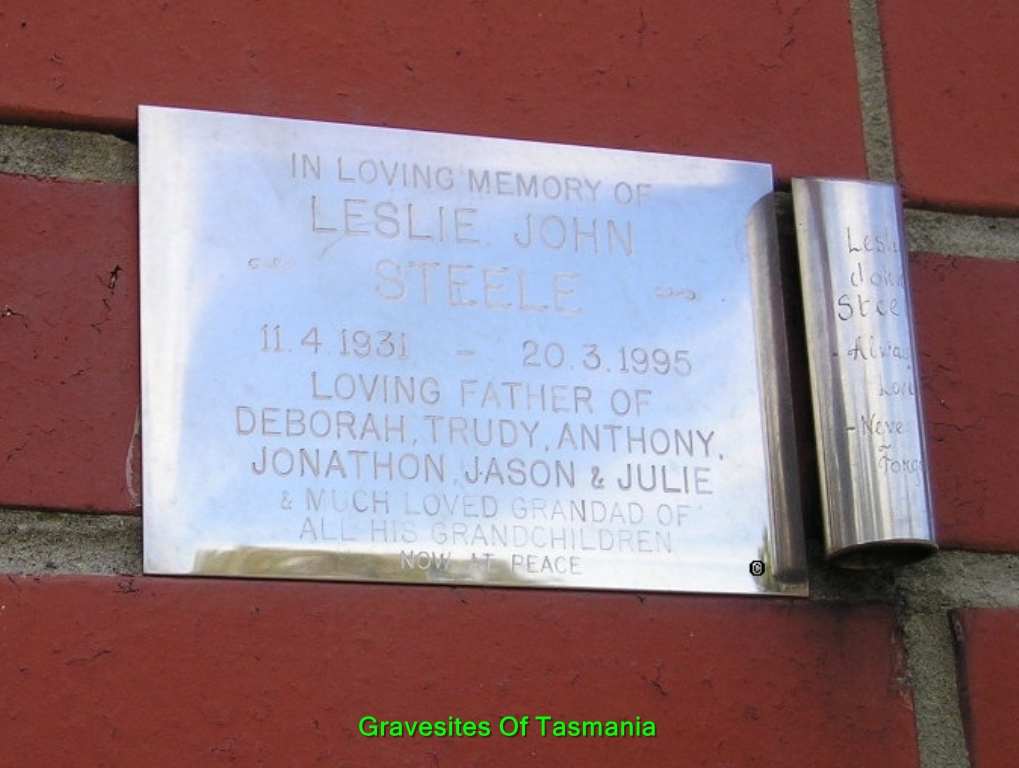 IN LOVING MEMORY OF
LESLIE JOHN
STEELE
11.4.1931 - 20.3.1995
LOVING FATHER OF
DEBORAH, TRUDY, ANTHONY,
JONATHON, JASON & JULIE
& MUCH LOVED GRANDAD OF
ALL HIS GRANDCHILDREN
NOW AT PEACE
©
Gravesites Of Tasmania